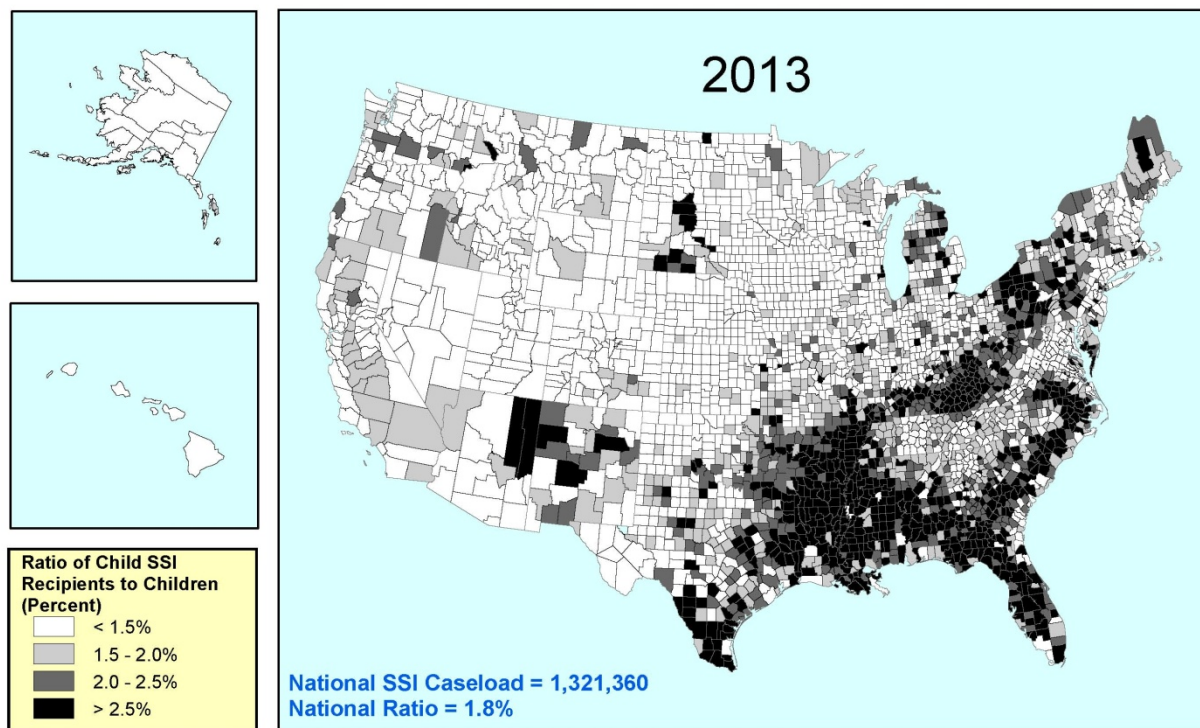 2013
Ratio of Child SSI
Recipients to Children
(Percent)
< 1.5%
1.5 - 2.0%
2.0 - 2.5%
> 2.5%
National SSI Caseload = 1,321,360
National Ratio = 1.8%